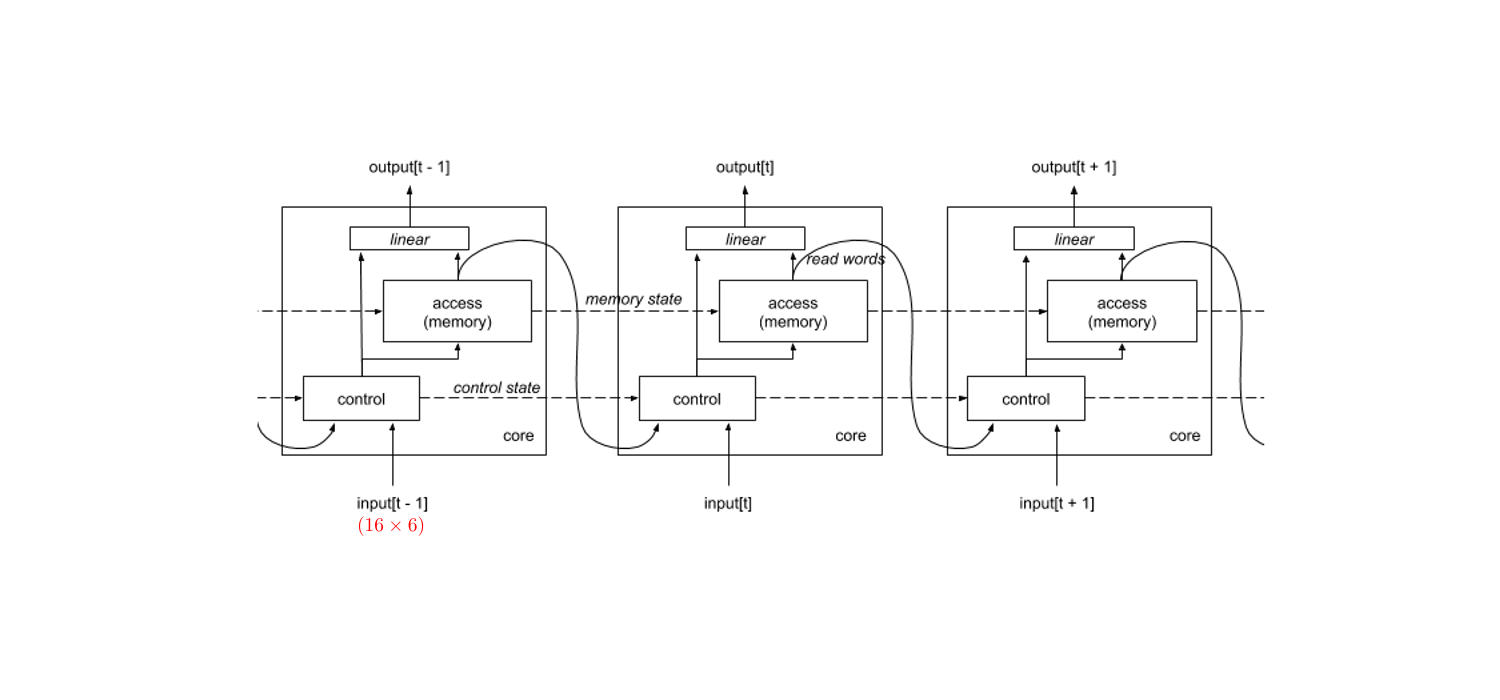 output[t - 1]
output[t]
output[t + 1]
linear
linear
linear
read words
access
(memory)
memory state
access
(memory)
access
(memory)
control
control state
control
control
core
core
core
input[t - 1]
input[t]
input[t + 1]
(16 × 6)